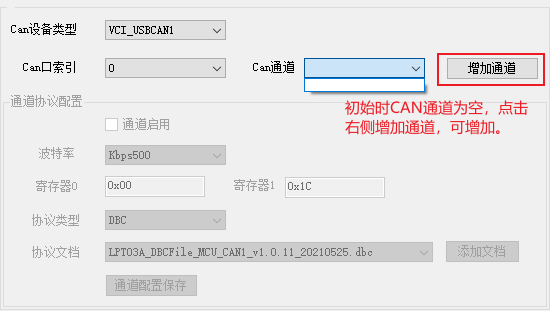 Can设备类型 VCI_USBCAN1
Can口索引 0 Can通道 增加通道
初始时CAN通道为空，点击
右侧增加通道，可增加。
通道协议配置
通道启用
波特率 Kbps500
寄存器0 0x00 寄存器1 0x1C
协议类型 DBC
协议文档 LPT03A_DBCFile_MCU_CAN1_v1.0.11_20210525.dbc 添加文档
通道配置保存